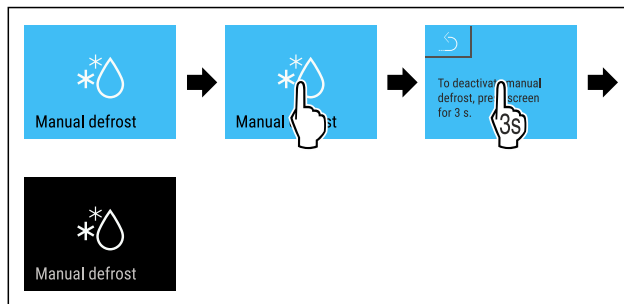 Manual defrost
Manual st
To deactivat manual
defrost, pre screen
for 3 s.
3s
Manual defrost